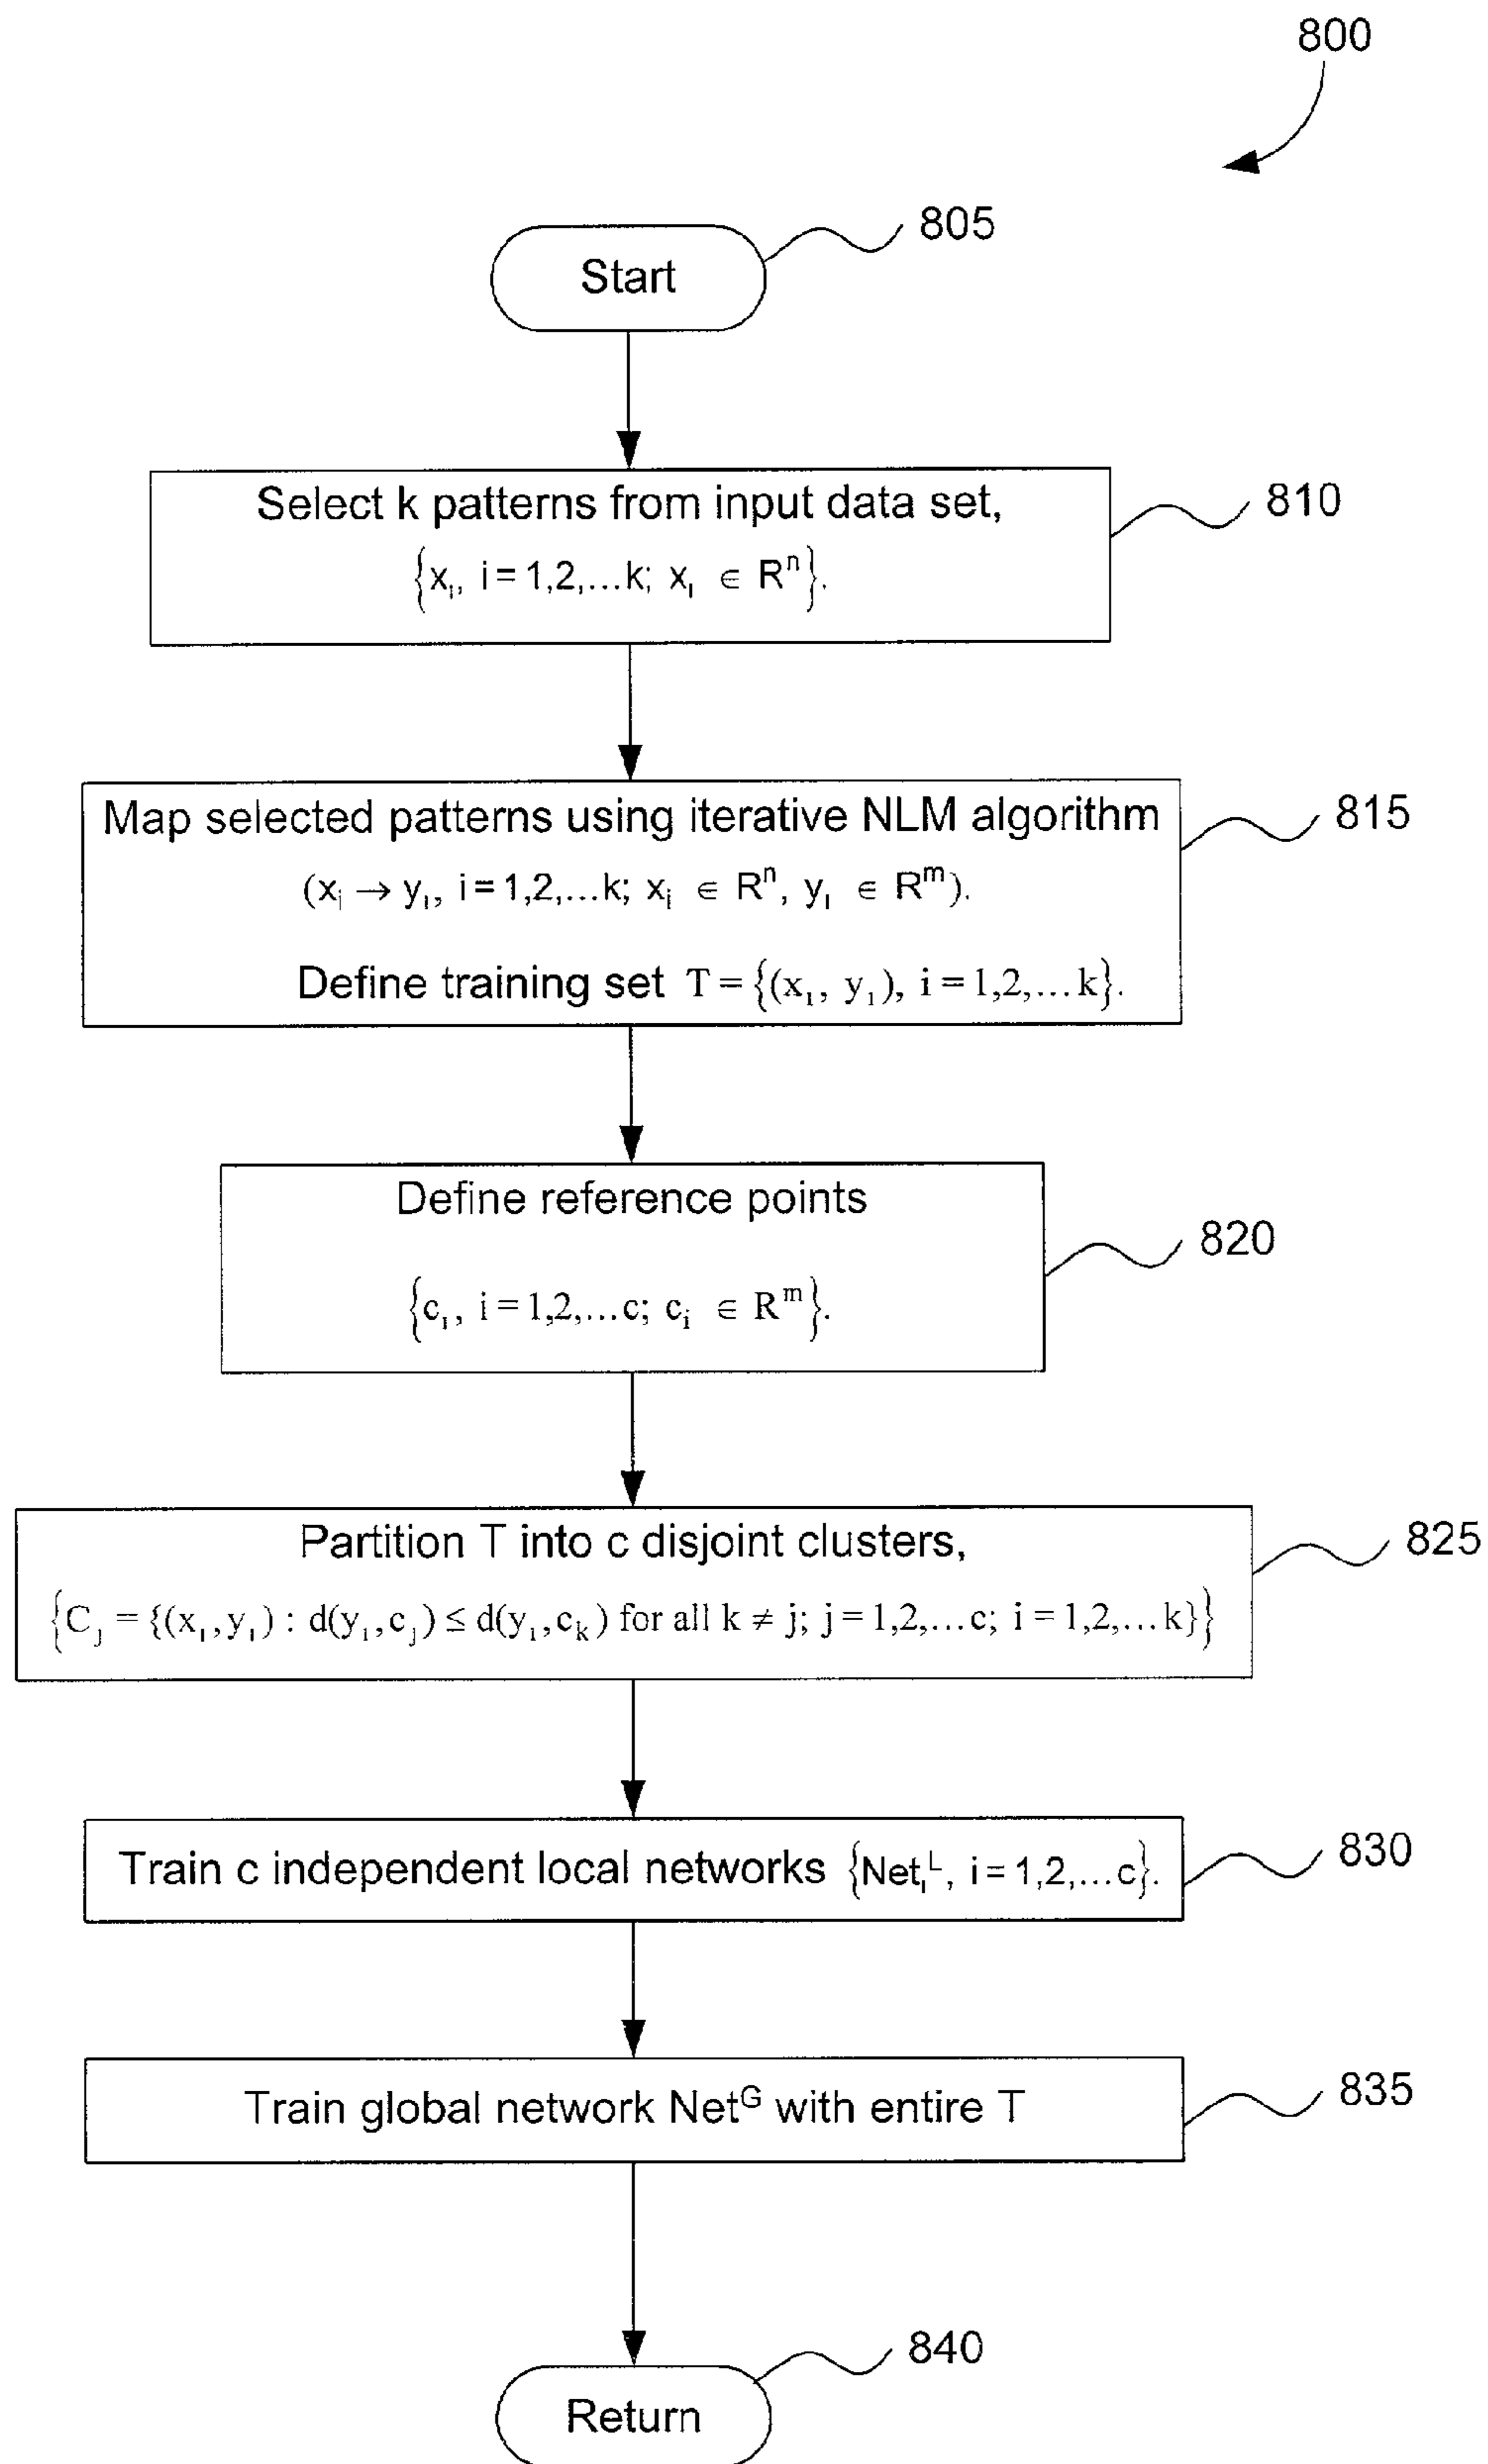 800
Start
805
Select k patterns from input data set,
{xᵢ, i = 1,2,...k; xᵢ ∈ Rⁿ}.
810
Map selected patterns using iterative NLM algorithm
(xᵢ → yᵢ, i = 1,2,...k; xᵢ ∈ Rⁿ, yᵢ ∈ Rᵐ).
Define training set T = {(xᵢ, yᵢ), i = 1,2,...k}.
815
Define reference points
{cᵢ, i = 1,2,...c; cᵢ ∈ Rᵐ}.
820
Partition T into c disjoint clusters,
{Cⱼ = {(xᵢ,yᵢ) : d(yᵢ,cⱼ) ≤ d(yᵢ,cₖ) for all k ≠ j; j = 1,2,...c; i = 1,2,...k}}
825
Train c independent local networks {Netᵢᴸ, i = 1,2,...c}.
830
Train global network Netᴳ with entire T
835
Return
840